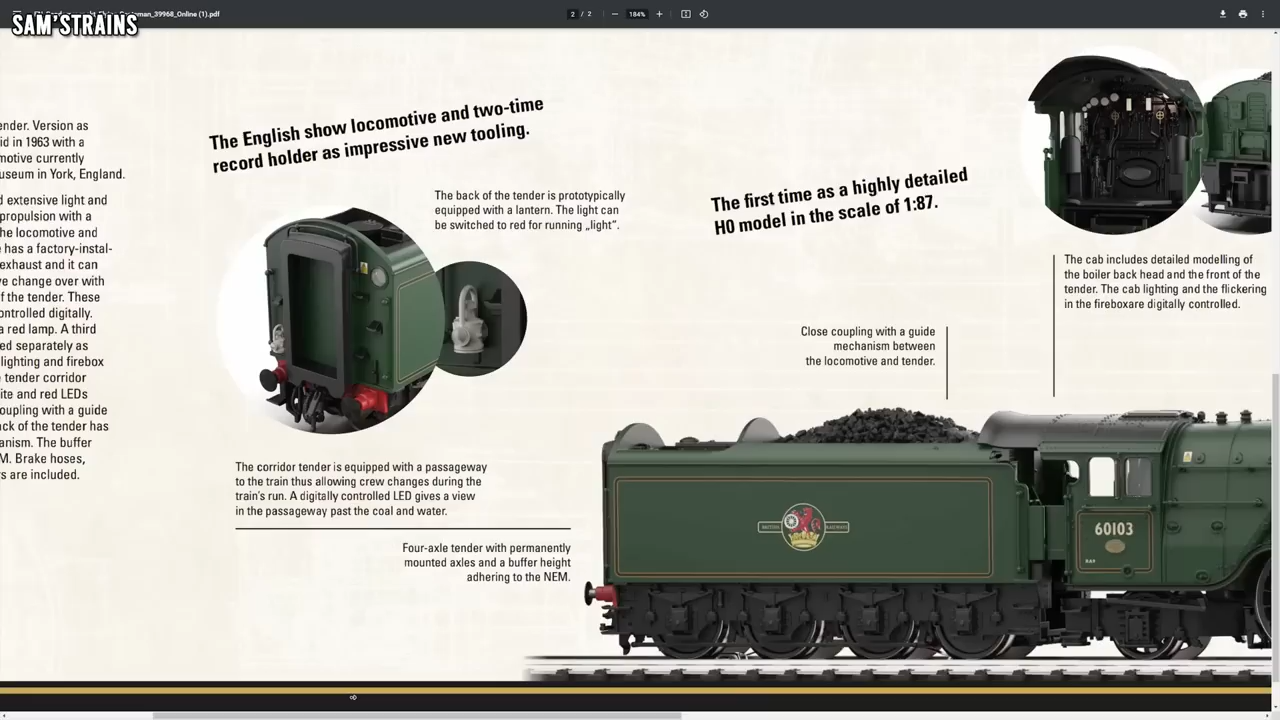 SAM'STRAINS
_39968_Online (1).pdf
2 / 2
184%
ender. Version as
id in 1963 with a
motive currently
useum in York, England.
d extensive light and
propulsion with a
he locomotive and
e has a factory-instal-
exhaust and it can
ve change over with
f the tender. These
ontrolled digitally.
a red lamp. A third
ed separately as
lighting and firebox
e tender corridor
ite and red LEDs
oupling with a guide
ack of the tender has
anism. The buffer
M. Brake hoses,
s are included.
The English show locomotive and two-time
record holder as impressive new tooling.
The back of the tender is prototypically
equipped with a lantern. The light can
be switched to red for running „light“.
The first time as a highly detailed
H0 model in the scale of 1:87.
The cab includes detailed modelling of
the boiler back head and the front of the
tender. The cab lighting and the flickering
in the fireboxare digitally controlled.
Close coupling with a guide
mechanism between
the locomotive and tender.
The corridor tender is equipped with a passageway
to the train thus allowing crew changes during the
train's run. A digitally controlled LED gives a view
in the passageway past the coal and water.
Four-axle tender with permanently
mounted axles and a buffer height
adhering to the NEM.
BRITISH RAILWAYS
60103